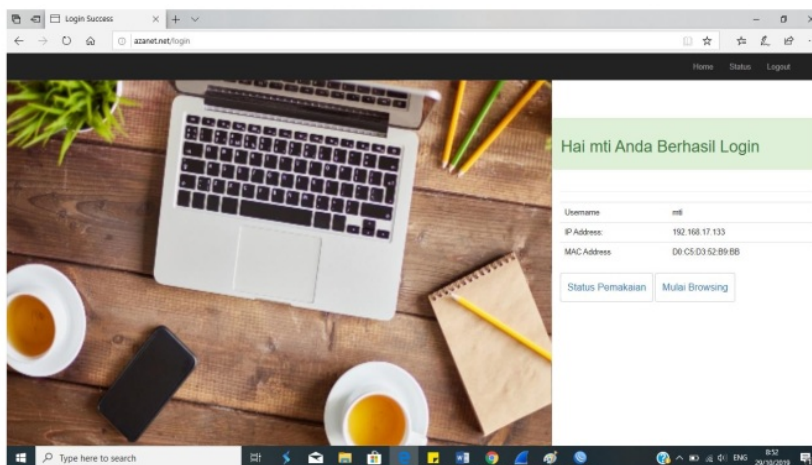 Login Success
azanet.net/login
Home Status Logout
Hai mti Anda Berhasil Login
Username mti
IP Address: 192.168.17.133
MAC Address D0:C5:D3:52:B9:BB
Status Pemakaian Mulai Browsing
Type here to search
ENG 8:52
29/10/2019